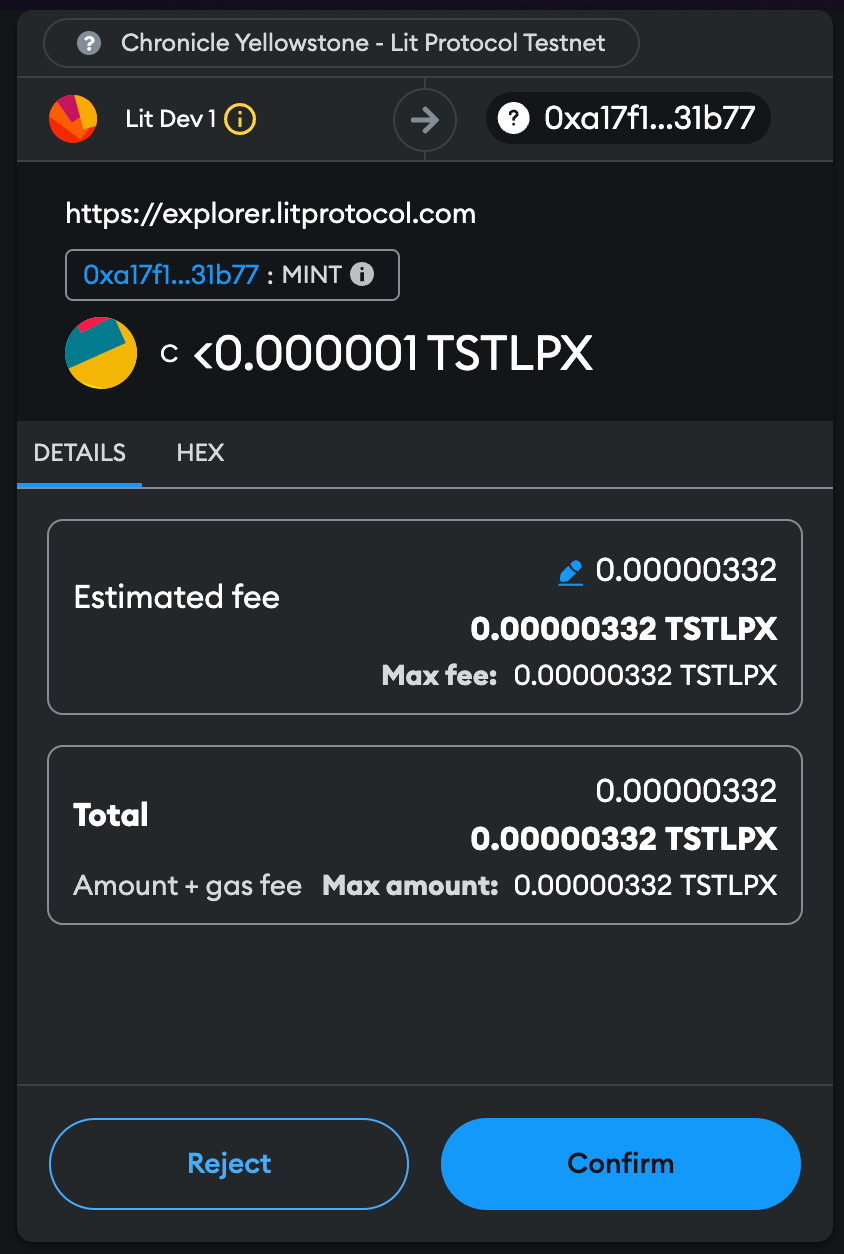 ? Chronicle Yellowstone - Lit Protocol Testnet
Lit Dev 1 ? 0xa17f1...31b77
https://explorer.litprotocol.com
0xa17f1...31b77 : MINT
C <0.000001 TSTLPX
DETAILS HEX
0.00000332
Estimated fee
0.00000332 TSTLPX
Max fee: 0.00000332 TSTLPX
0.00000332
Total
0.00000332 TSTLPX
Amount + gas fee Max amount: 0.00000332 TSTLPX
Reject Confirm